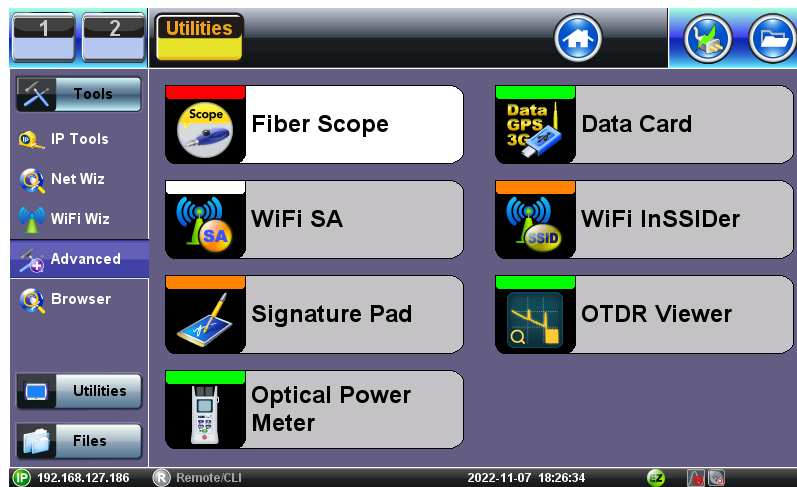 1
2
Utilities
Tools
IP Tools
Net Wiz
WiFi Wiz
Advanced
Browser
Utilities
Files
Scope
Fiber Scope
Data
GPS
3G
Data Card
SA
WiFi SA
SSID
WiFi InSSIDer
Signature Pad
OTDR Viewer
Optical Power
Meter
IP 192.168.127.186
R Remote/CLI
2022-11-07 18:26:34
EZ